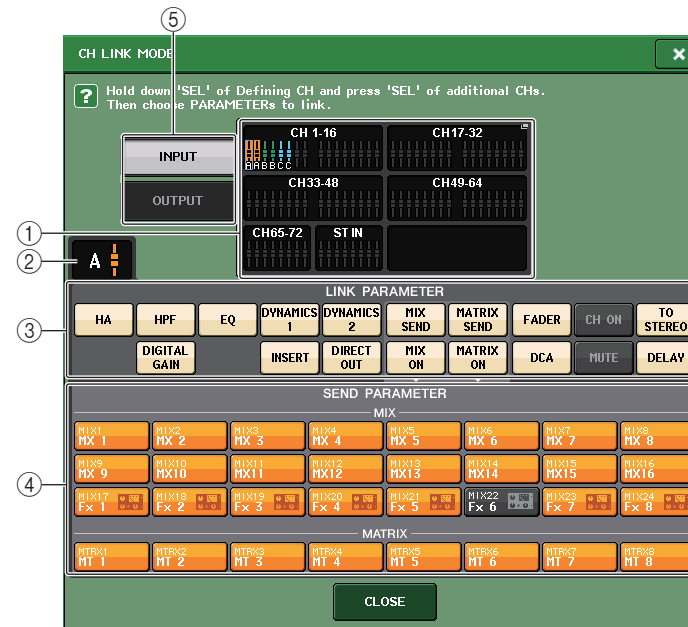 5
CH LINK MODE
×
? Hold down 'SEL' of Defining CH and press 'SEL' of additional CHs.
Then choose PARAMETERs to link.
INPUT
OUTPUT
CH 1-16
CH17-32
AABBCC
CH33-48
CH49-64
CH65-72
ST IN
1
2
A
LINK PARAMETER
3
HA
HPF
EQ
DYNAMICS 1
DYNAMICS 2
MIX SEND
MATRIX SEND
FADER
CH ON
TO STEREO
DIGITAL GAIN
INSERT
DIRECT OUT
MIX ON
MATRIX ON
DCA
MUTE
DELAY
SEND PARAMETER
MIX
4
MIX1
MX 1
MIX2
MX 2
MIX3
MX 3
MIX4
MX 4
MIX5
MX 5
MIX6
MX 6
MIX7
MX 7
MIX8
MX 8
MIX9
MX 9
MIX10
MX10
MIX11
MX11
MIX12
MX12
MIX13
MX13
MIX14
MX14
MIX15
MX15
MIX16
MX16
MIX17
Fx 1
MIX18
Fx 2
MIX19
Fx 3
MIX20
Fx 4
MIX21
Fx 5
MIX22
Fx 6
MIX23
Fx 7
MIX24
Fx 8
MATRIX
MTRX1
MT 1
MTRX2
MT 2
MTRX3
MT 3
MTRX4
MT 4
MTRX5
MT 5
MTRX6
MT 6
MTRX7
MT 7
MTRX8
MT 8
CLOSE